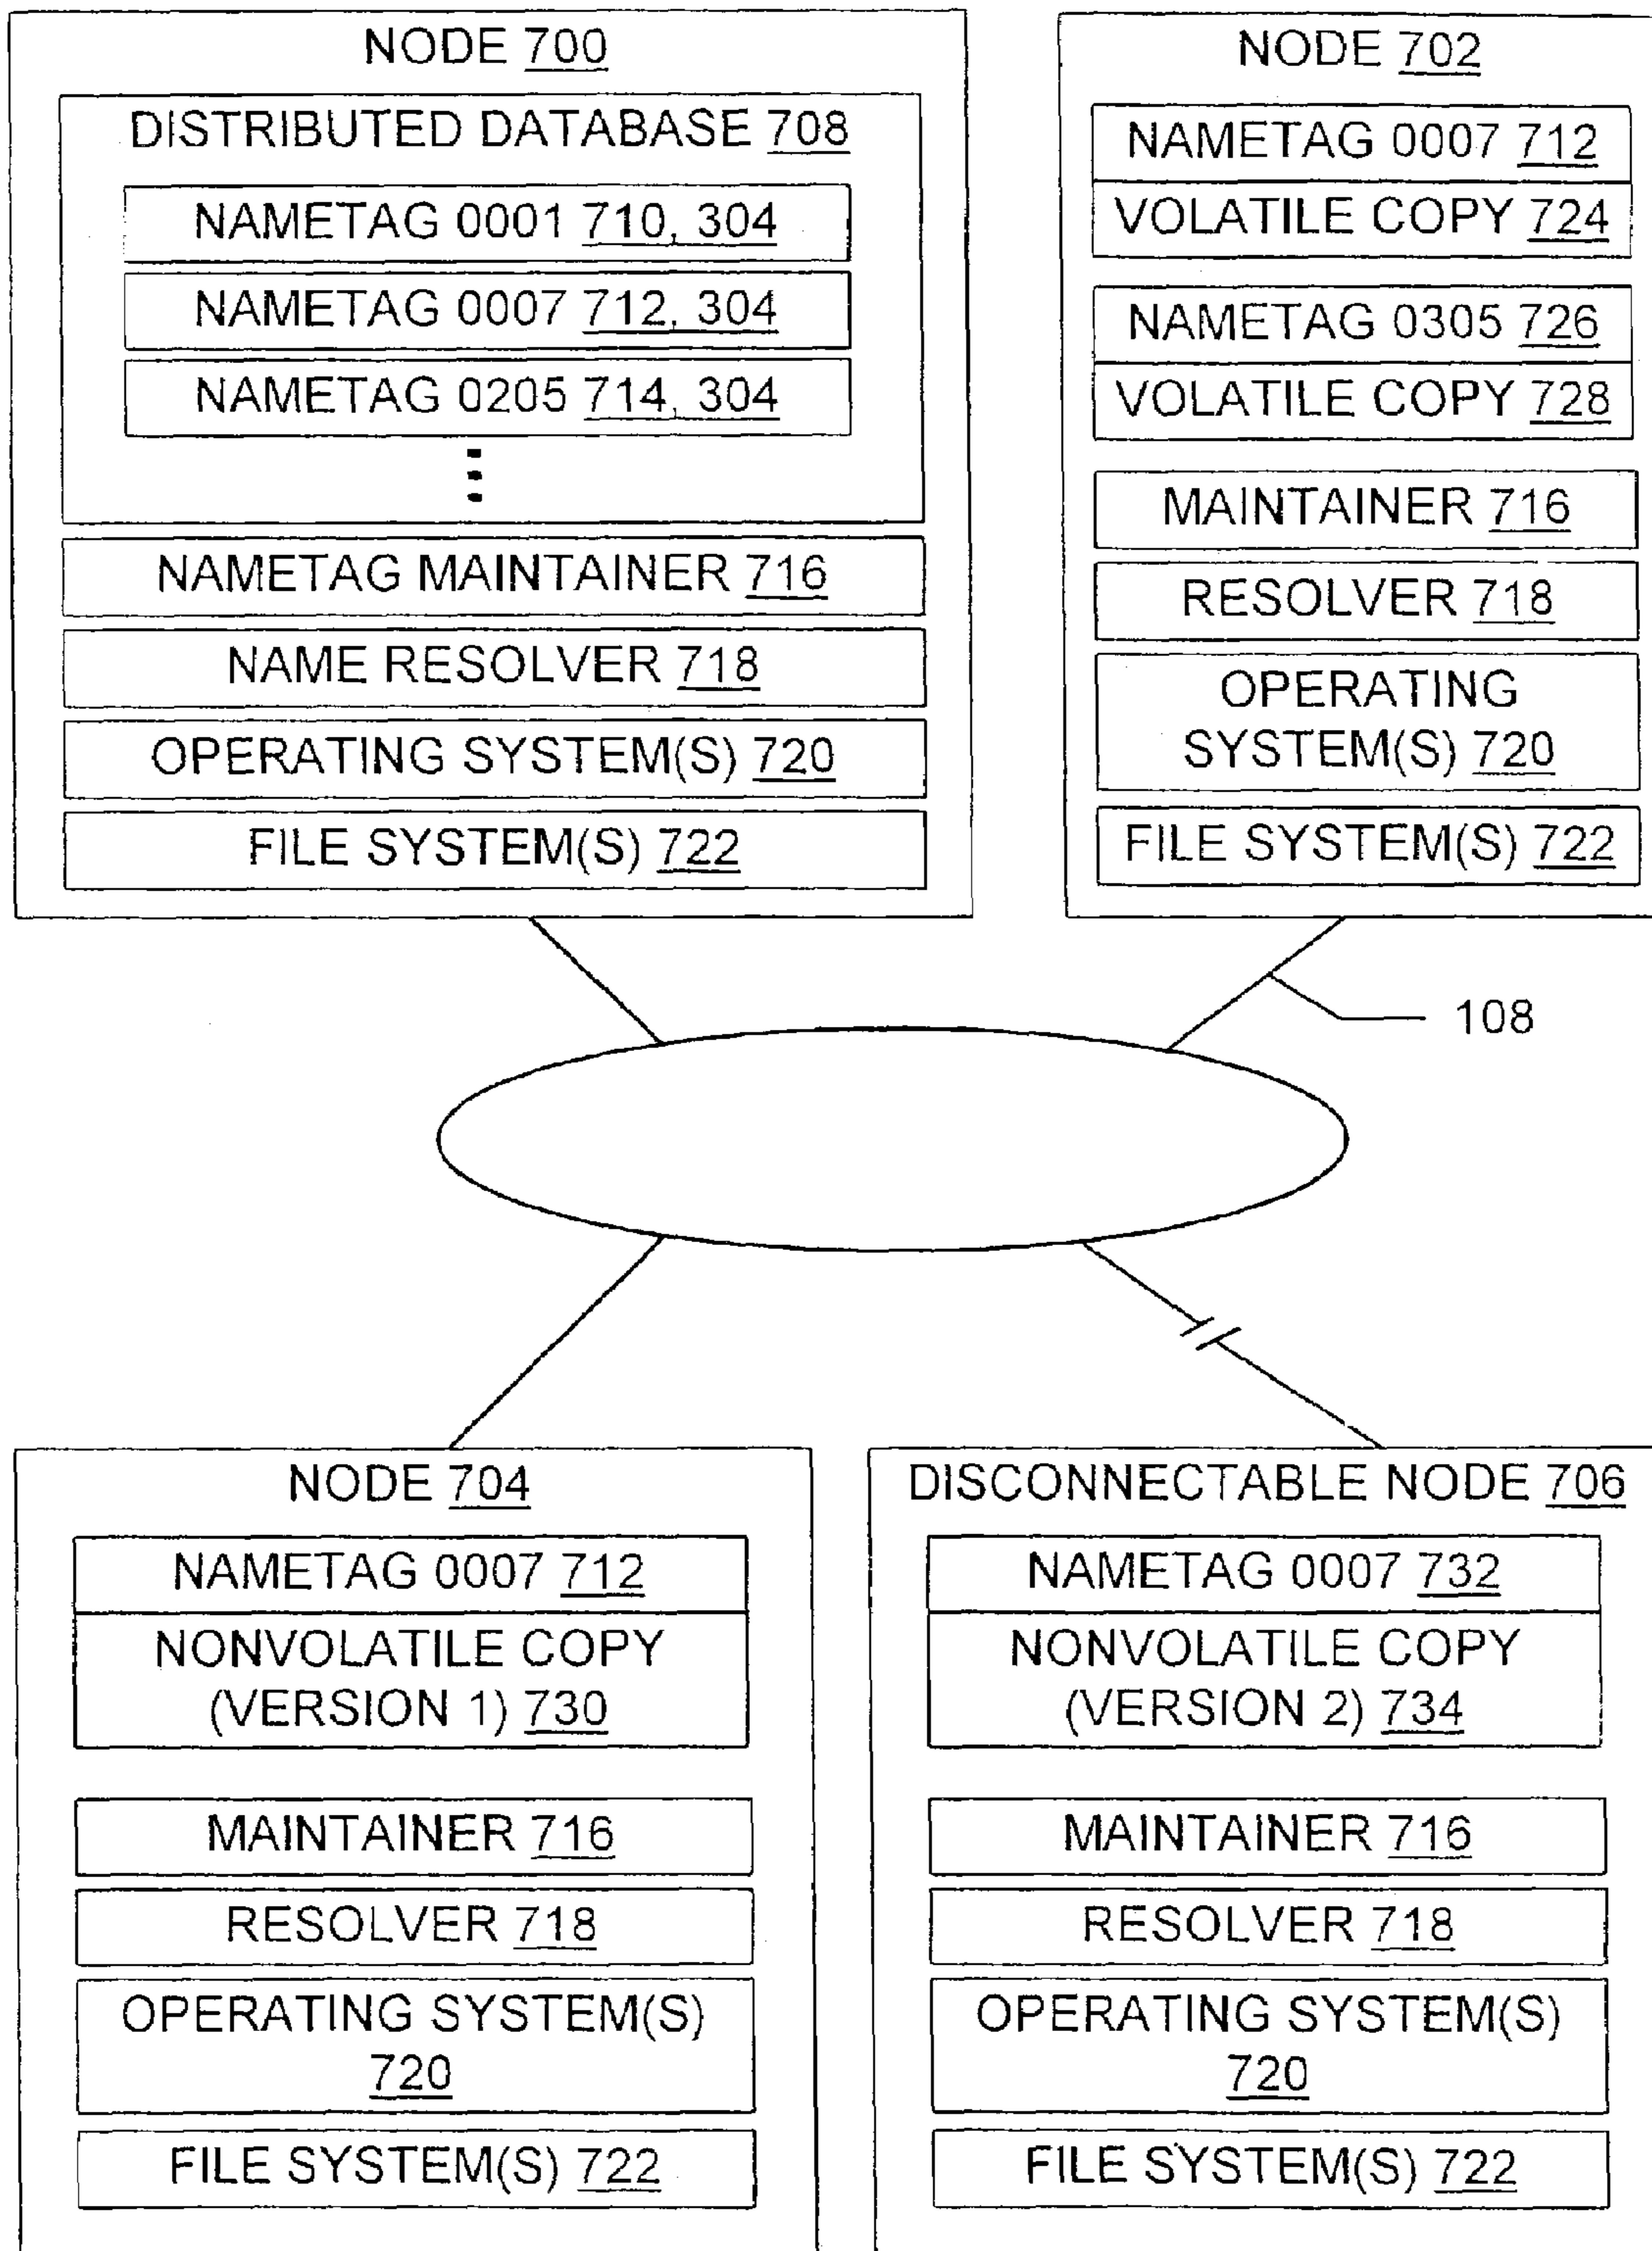 NODE 700
DISTRIBUTED DATABASE 708
NAMETAG 0001 710, 304
NAMETAG 0007 712, 304
NAMETAG 0205 714, 304
NAMETAG MAINTAINER 716
NAME RESOLVER 718
OPERATING SYSTEM(S) 720
FILE SYSTEM(S) 722
NODE 702
NAMETAG 0007 712
VOLATILE COPY 724
NAMETAG 0305 726
VOLATILE COPY 728
MAINTAINER 716
RESOLVER 718
OPERATING
SYSTEM(S) 720
FILE SYSTEM(S) 722
108
NODE 704
NAMETAG 0007 712
NONVOLATILE COPY
(VERSION 1) 730
MAINTAINER 716
RESOLVER 718
OPERATING SYSTEM(S)
720
FILE SYSTEM(S) 722
DISCONNECTABLE NODE 706
NAMETAG 0007 732
NONVOLATILE COPY
(VERSION 2) 734
MAINTAINER 716
RESOLVER 718
OPERATING SYSTEM(S)
720
FILE SYSTEM(S) 722